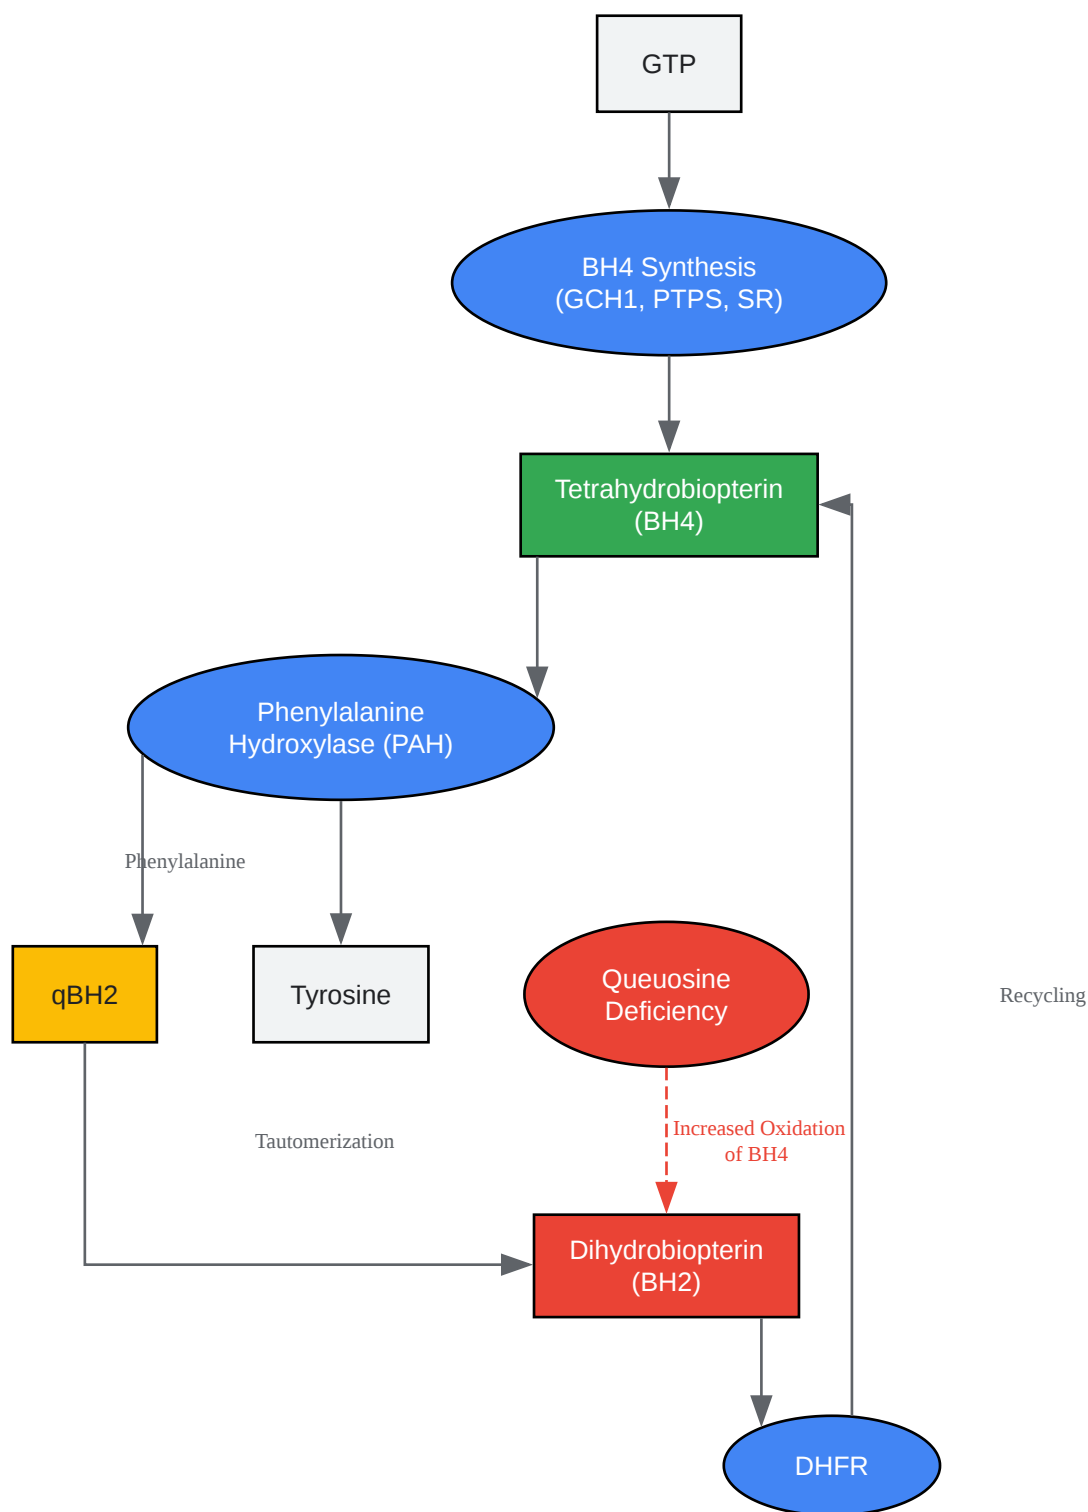 GTP
BH4 Synthesis
(GCH1, PTPS, SR)
Tetrahydrobiopterin
(BH4)
Phenylalanine
Hydroxylase (PAH)
Phenylalanine
qBH2
Tyrosine
Queuosine
Deficiency
Recycling
Increased Oxidation
of BH4
Tautomerization
Dihydrobiopterin
(BH2)
DHFR